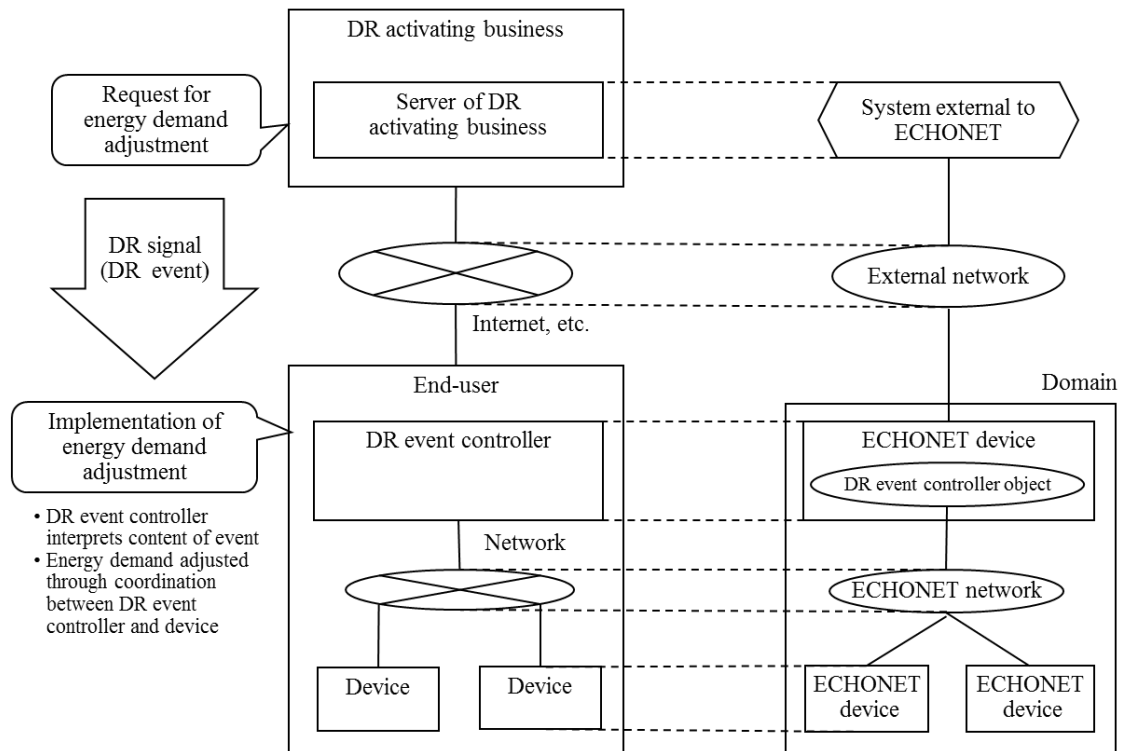 DR activating business
Request for
energy demand
adjustment
Server of DR
activating business
System external to
ECHONET
DR signal
(DR event)
External network
Internet, etc.
End-user
Domain
Implementation of
energy demand
adjustment
DR event controller
ECHONET device
DR event controller object
• DR event controller
interprets content of event
• Energy demand adjusted
through coordination
between DR event
controller and device
Network
ECHONET network
Device
Device
ECHONET
device
ECHONET
device